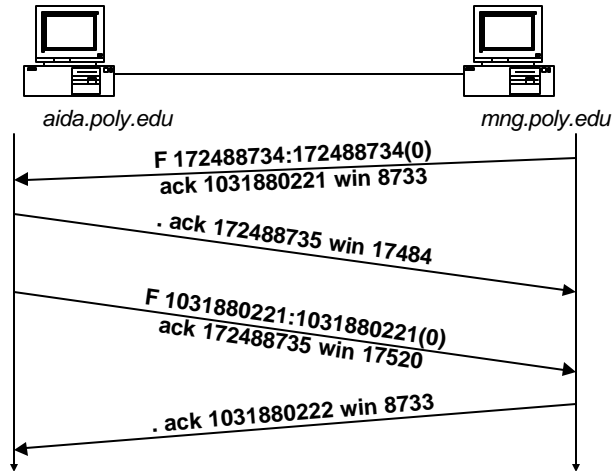 aida.poly.edu
mng.poly.edu
F 172488734:172488734(0)
ack 1031880221 win 8733
. ack 172488735 win 17484
F 1031880221:1031880221(0)
ack 172488735 win 17520
. ack 1031880222 win 8733